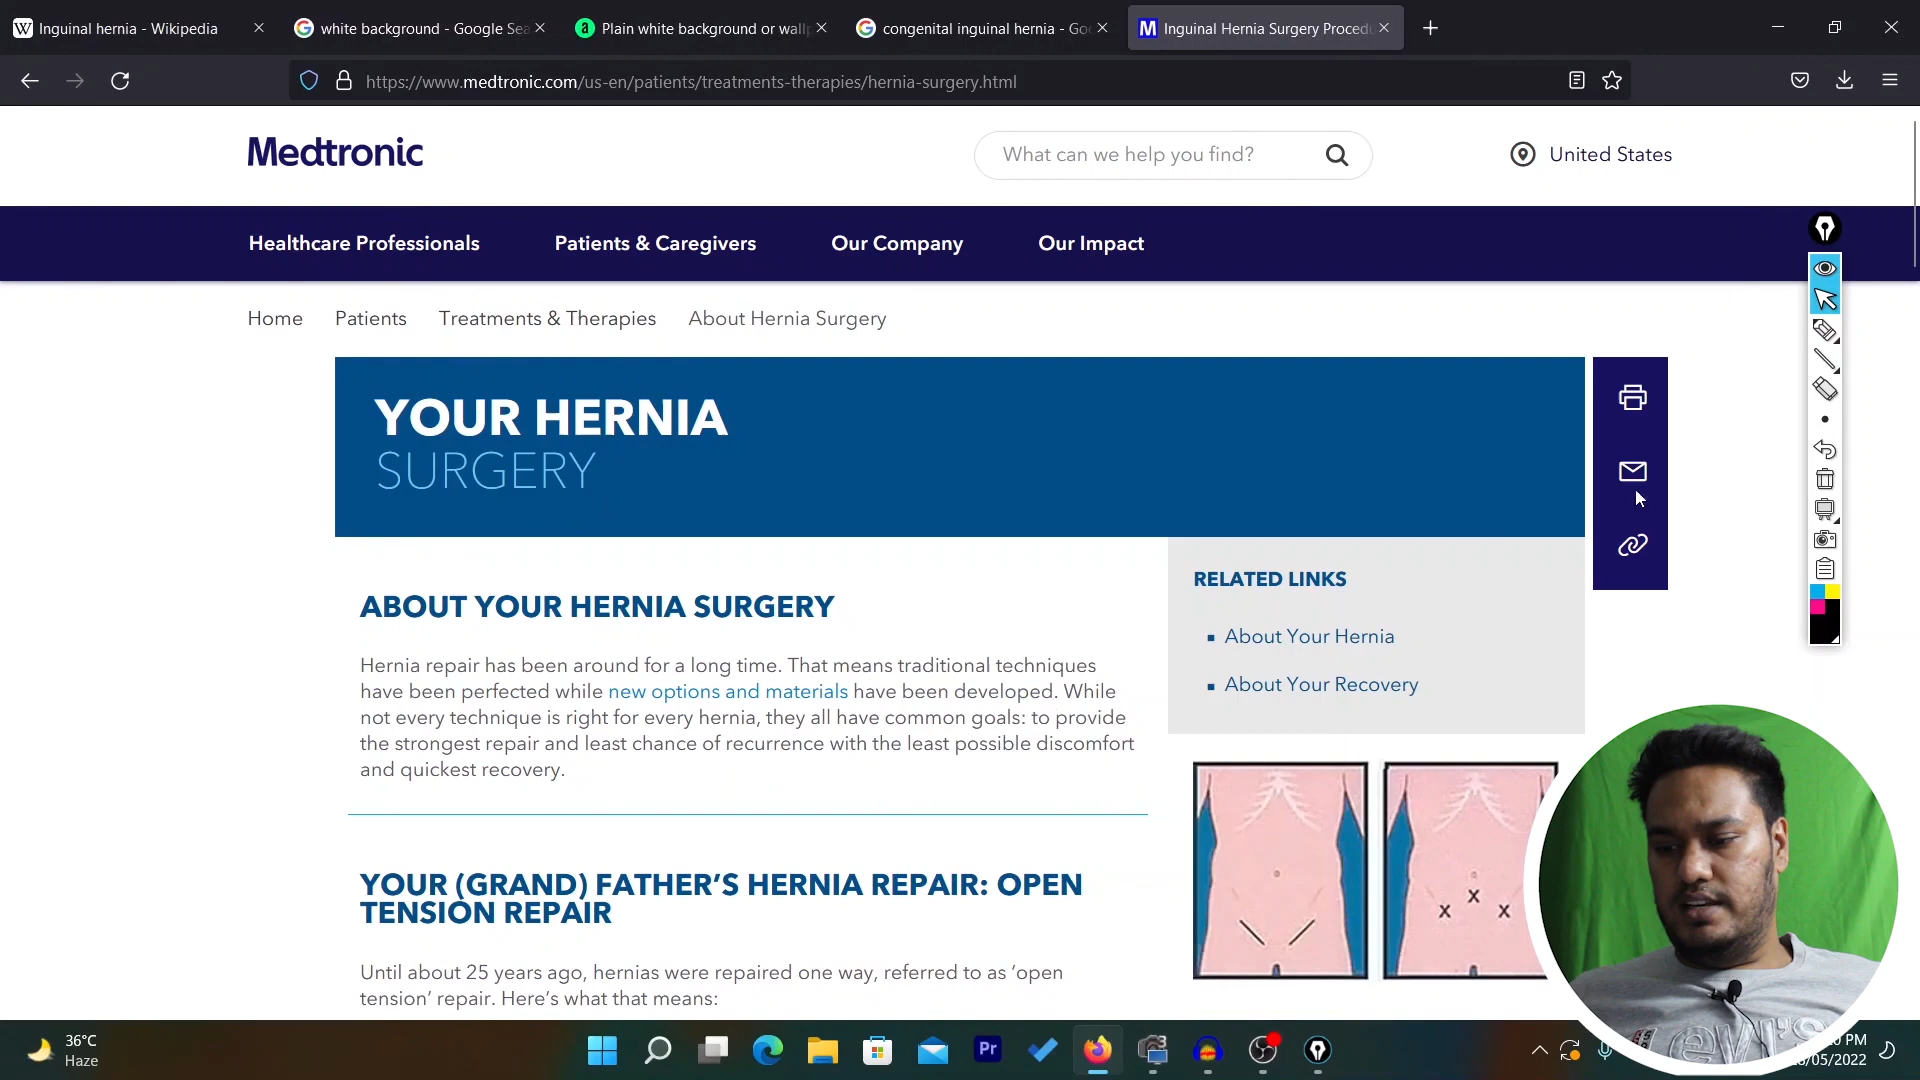 Inguinal hernia - Wikipedia
white background - Google Sea
Plain white background or wallp
congenital inguinal hernia - Goo
Inguinal Hernia Surgery Procedu
https://www.medtronic.com/us-en/patients/treatments-therapies/hernia-surgery.html
Medtronic
What can we help you find?
United States
Healthcare Professionals
Patients & Caregivers
Our Company
Our Impact
Home
Patients
Treatments & Therapies
About Hernia Surgery
YOUR HERNIA
SURGERY
ABOUT YOUR HERNIA SURGERY
Hernia repair has been around for a long time. That means traditional techniques
have been perfected while new options and materials have been developed. While
not every technique is right for every hernia, they all have common goals: to provide
the strongest repair and least chance of recurrence with the least possible discomfort
and quickest recovery.
RELATED LINKS
About Your Hernia
About Your Recovery
x x x
YOUR (GRAND) FATHER’S HERNIA REPAIR: OPEN
TENSION REPAIR
Until about 25 years ago, hernias were repaired one way, referred to as ‘open
tension’ repair. Here’s what that means:
36°C
Haze
Pr
Levi's
PM
/05/2022